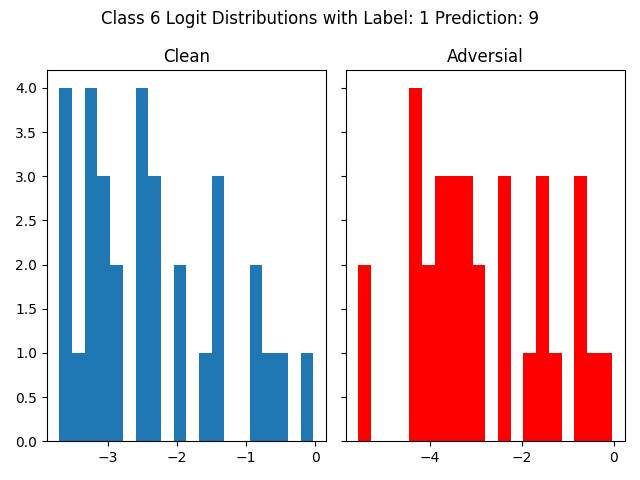 Class 6 Logit Distributions with Label: 1 Prediction: 9
Clean
Adversial
4.0
3.5
3.0
2.5
2.0
1.5
1.0
0.5
0.0
−3 −2 −1 0
−4 −2 0